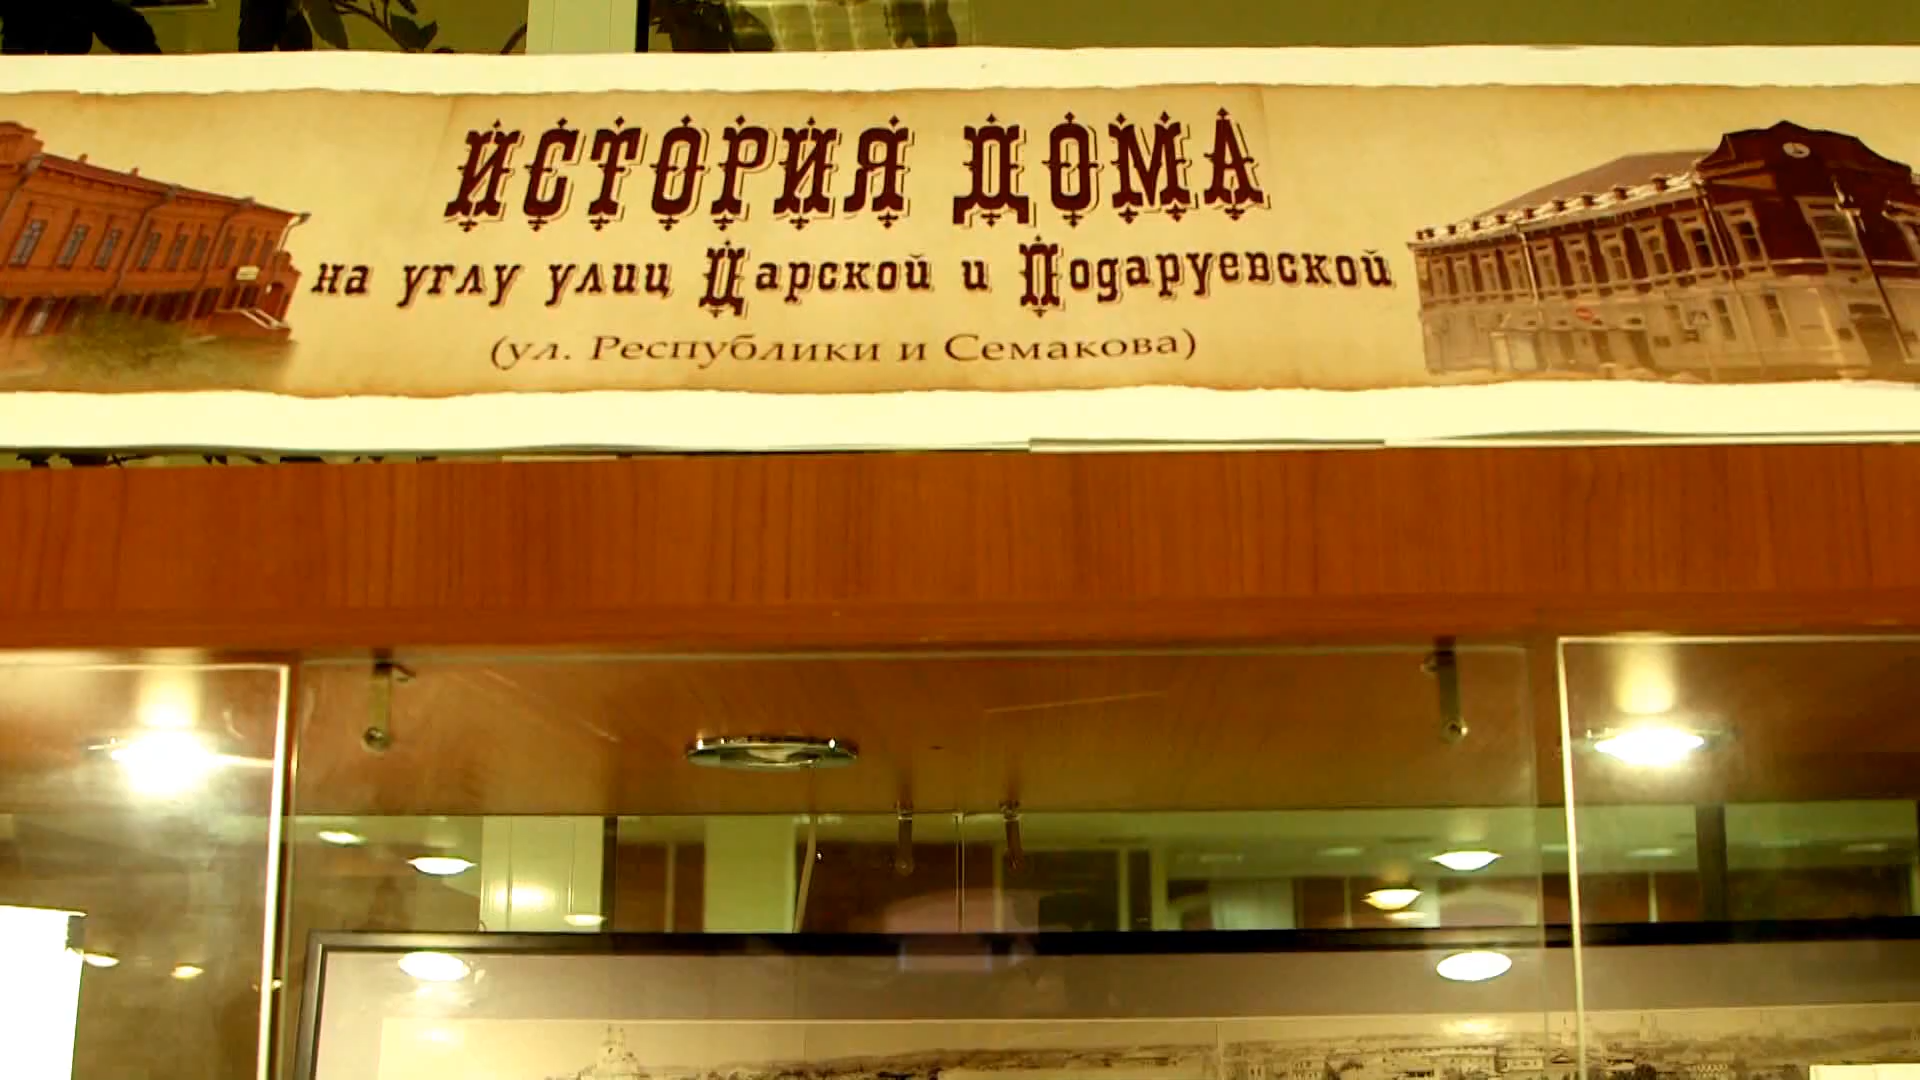 ИСТОРИЯ ДОМА
на углу улиц Царской и Подаруевской
(ул. Республики и Семакова)